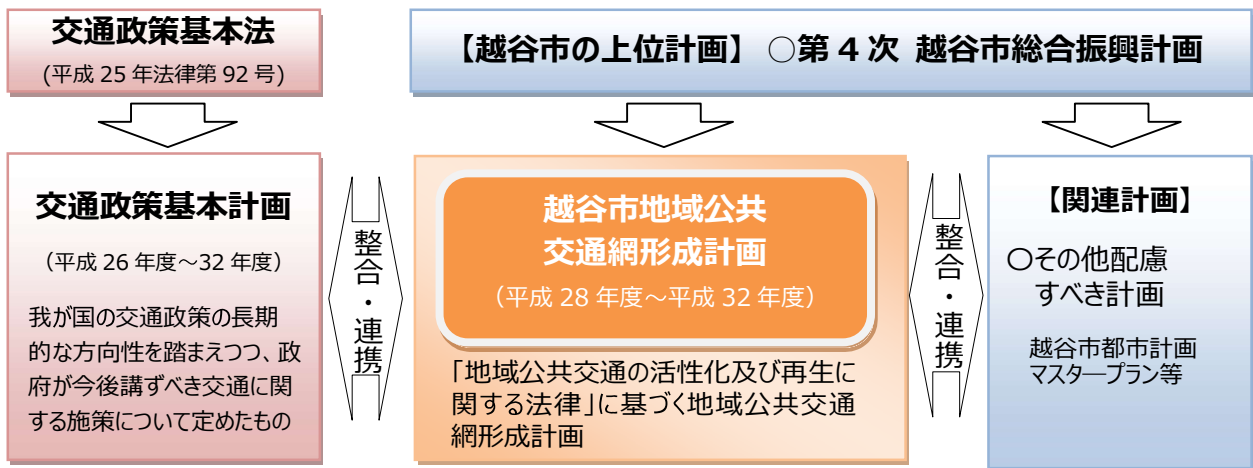 交通政策基本法
(平成 25 年法律第 92 号)
【越谷市の上位計画】 ○第 4 次 越谷市総合振興計画
交通政策基本計画
（平成 26 年度～32 年度）
我が国の交通政策の長期
的な方向性を踏まえつつ、政
府が今後講ずべき交通に関
する施策について定めたもの
整合・連携
越谷市地域公共
交通網形成計画
（平成 28 年度～平成 32 年度）
「地域公共交通の活性化及び再生に
関する法律」に基づく地域公共交通
網形成計画
整合・連携
【関連計画】
○その他配慮
すべき計画
越谷市都市計画
マスタ―プラン等